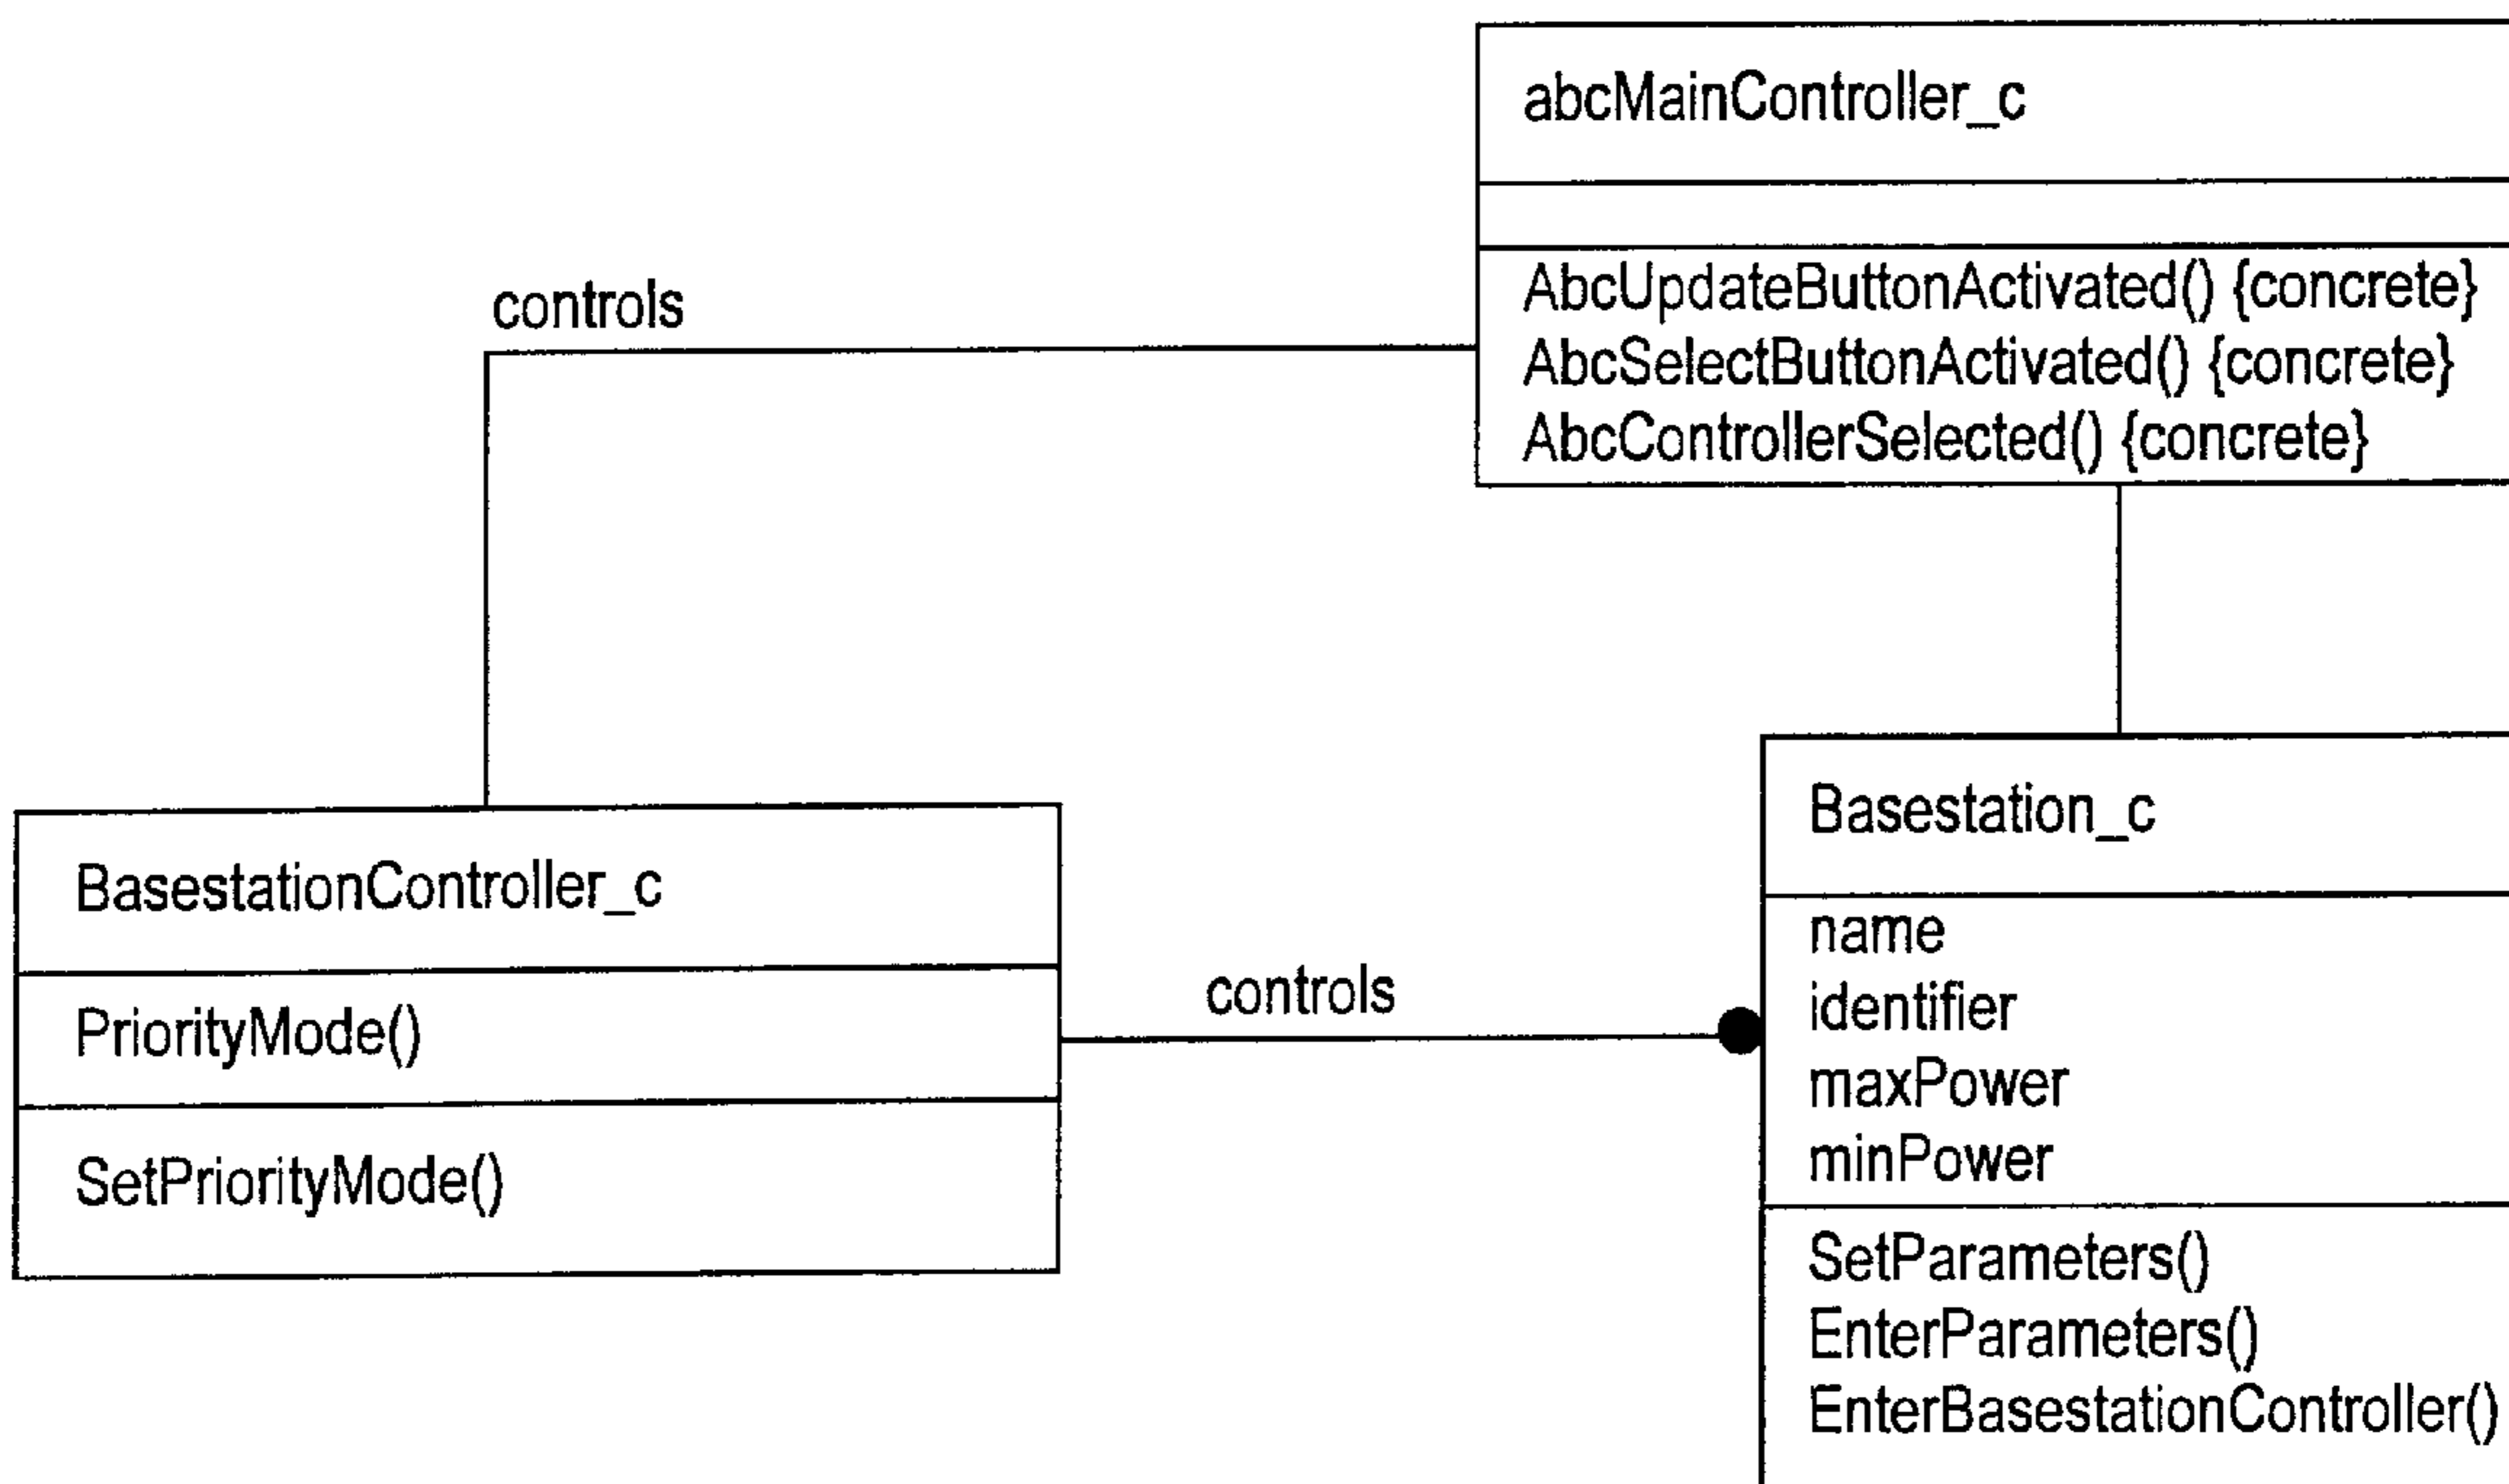 abcMainController_c
AbcUpdateButtonActivated() {concrete}
AbcSelectButtonActivated() {concrete}
AbcControllerSelected() {concrete}
controls
BasestationController_c
PriorityMode()
SetPriorityMode()
controls
Basestation_c
name
identifier
maxPower
minPower
SetParameters()
EnterParameters()
EnterBasestationController()